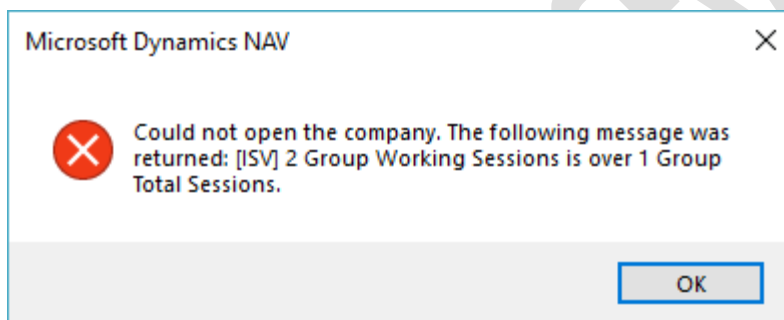 Microsoft Dynamics NAV
Could not open the company. The following message was
returned: [ISV] 2 Group Working Sessions is over 1 Group
Total Sessions.
OK